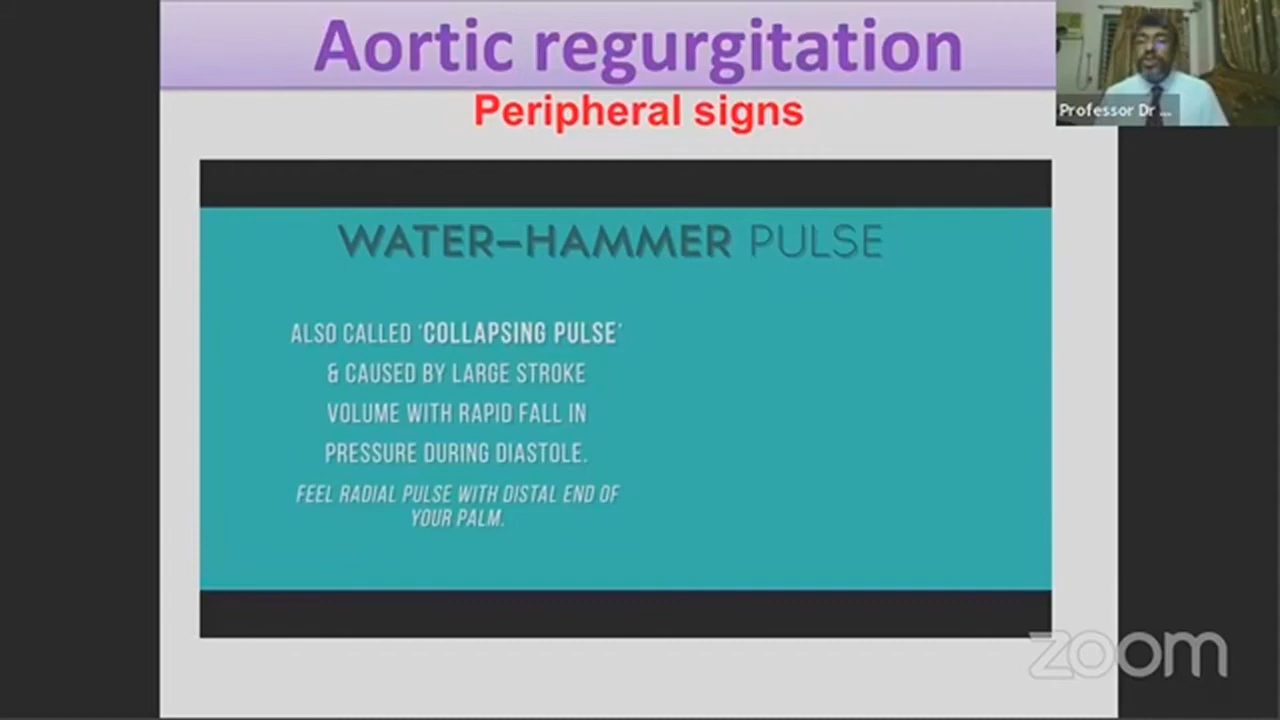 Aortic regurgitation
Professor Dr ...
Peripheral signs
WATER-HAMMER PULSE
ALSO CALLED 'COLLAPSING PULSE'
& CAUSED BY LARGE STROKE
VOLUME WITH RAPID FALL IN
PRESSURE DURING DIASTOLE.
FEEL RADIAL PULSE WITH DISTAL END OF
YOUR PALM.
zoom